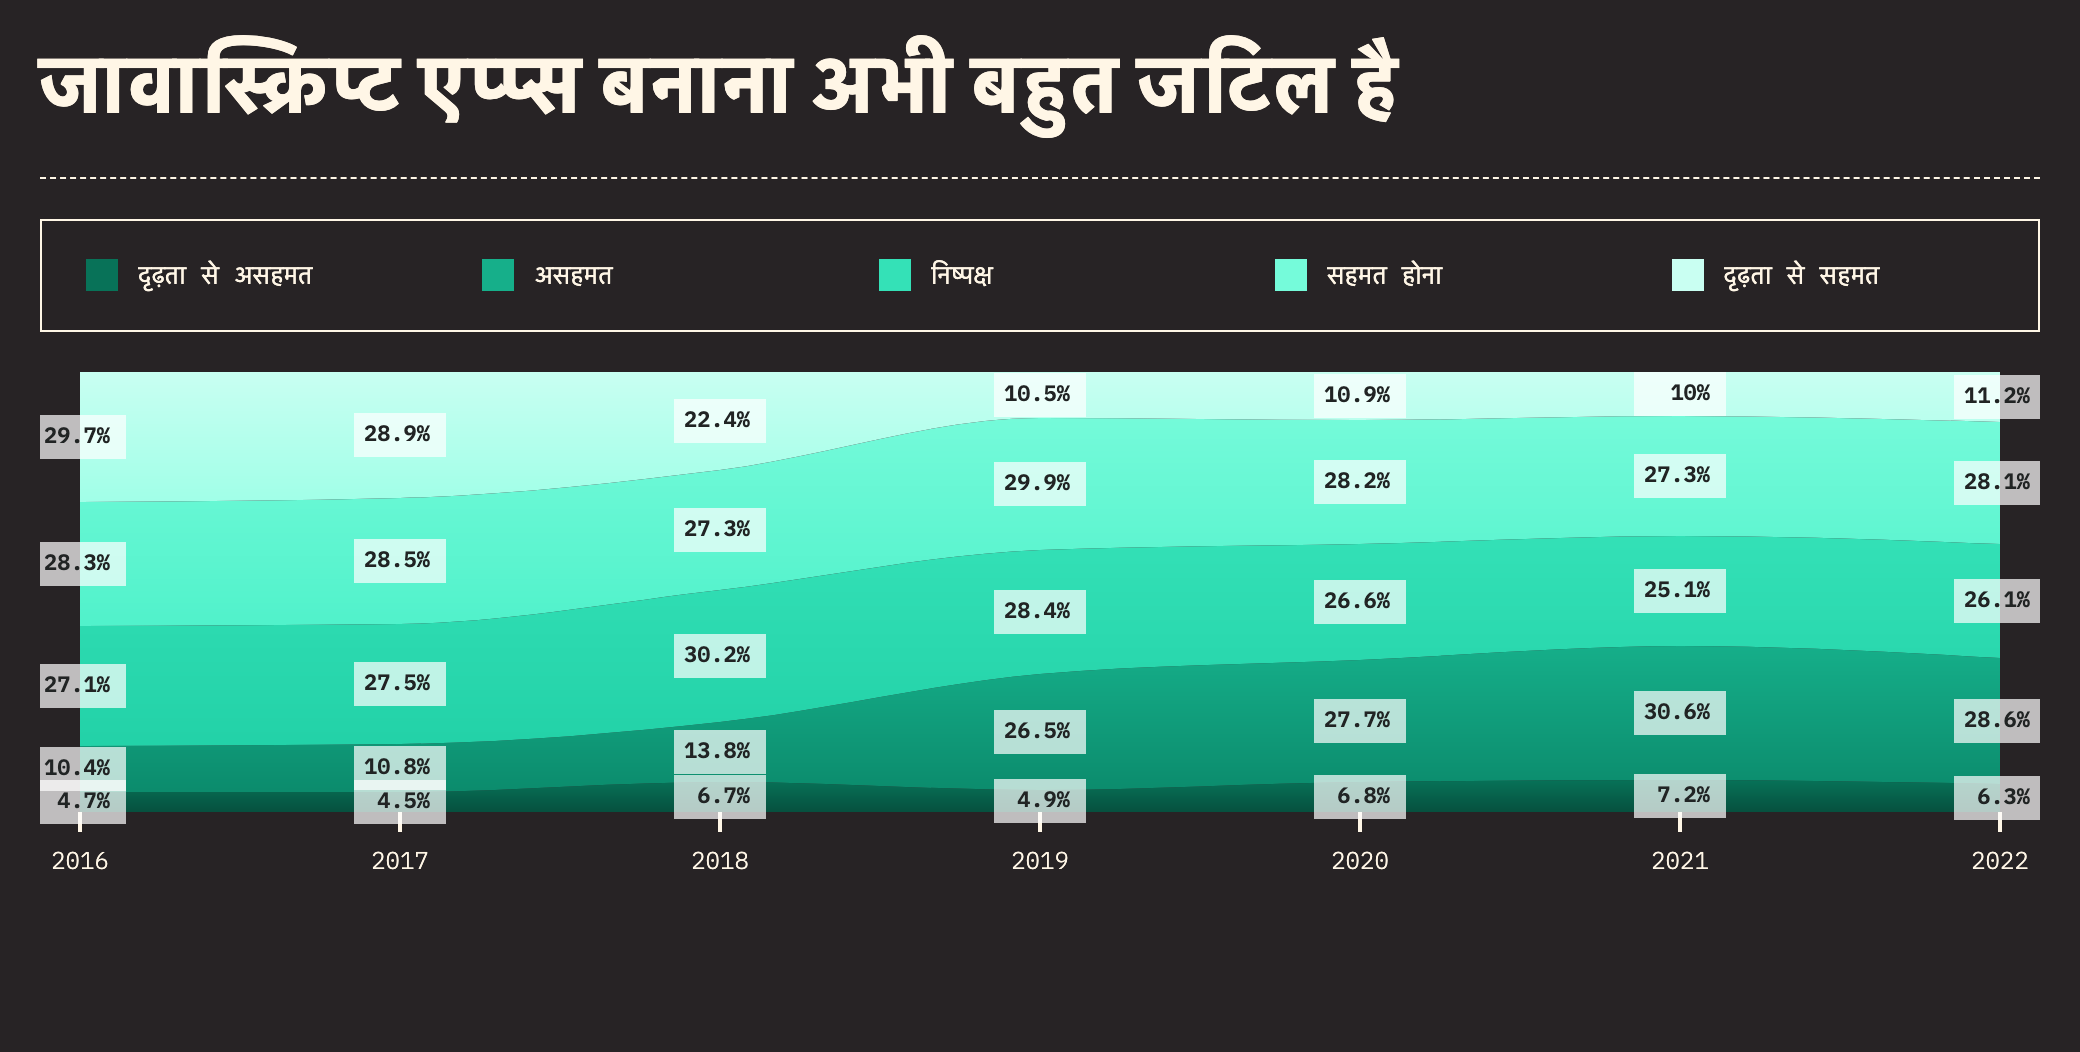 जावास्क्रिप्ट एप्प्स बनाना अभी बहुत जटिल है
दृढ़ता से असहमत असहमत निष्पक्ष सहमत होना दृढ़ता से सहमत
29.7% 28.9% 22.4% 10.5% 10.9% 10% 11.2%
28.3% 28.5% 27.3% 29.9% 28.2% 27.3% 28.1%
27.1% 27.5% 30.2% 28.4% 26.6% 25.1% 26.1%
10.4% 10.8% 13.8% 26.5% 27.7% 30.6% 28.6%
4.7% 4.5% 6.7% 4.9% 6.8% 7.2% 6.3%
2016 2017 2018 2019 2020 2021 2022